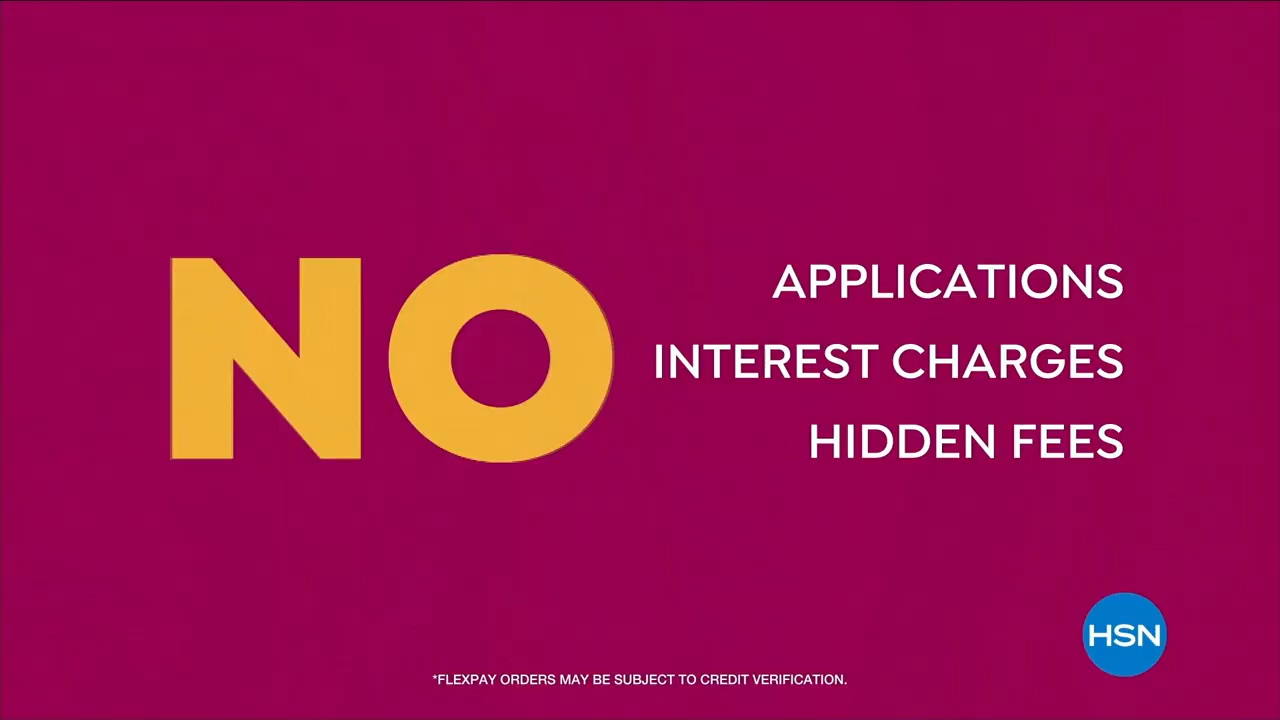 NO
APPLICATIONS
INTEREST CHARGES
HIDDEN FEES
HSN
*FLEXPAY ORDERS MAY BE SUBJECT TO CREDIT VERIFICATION.